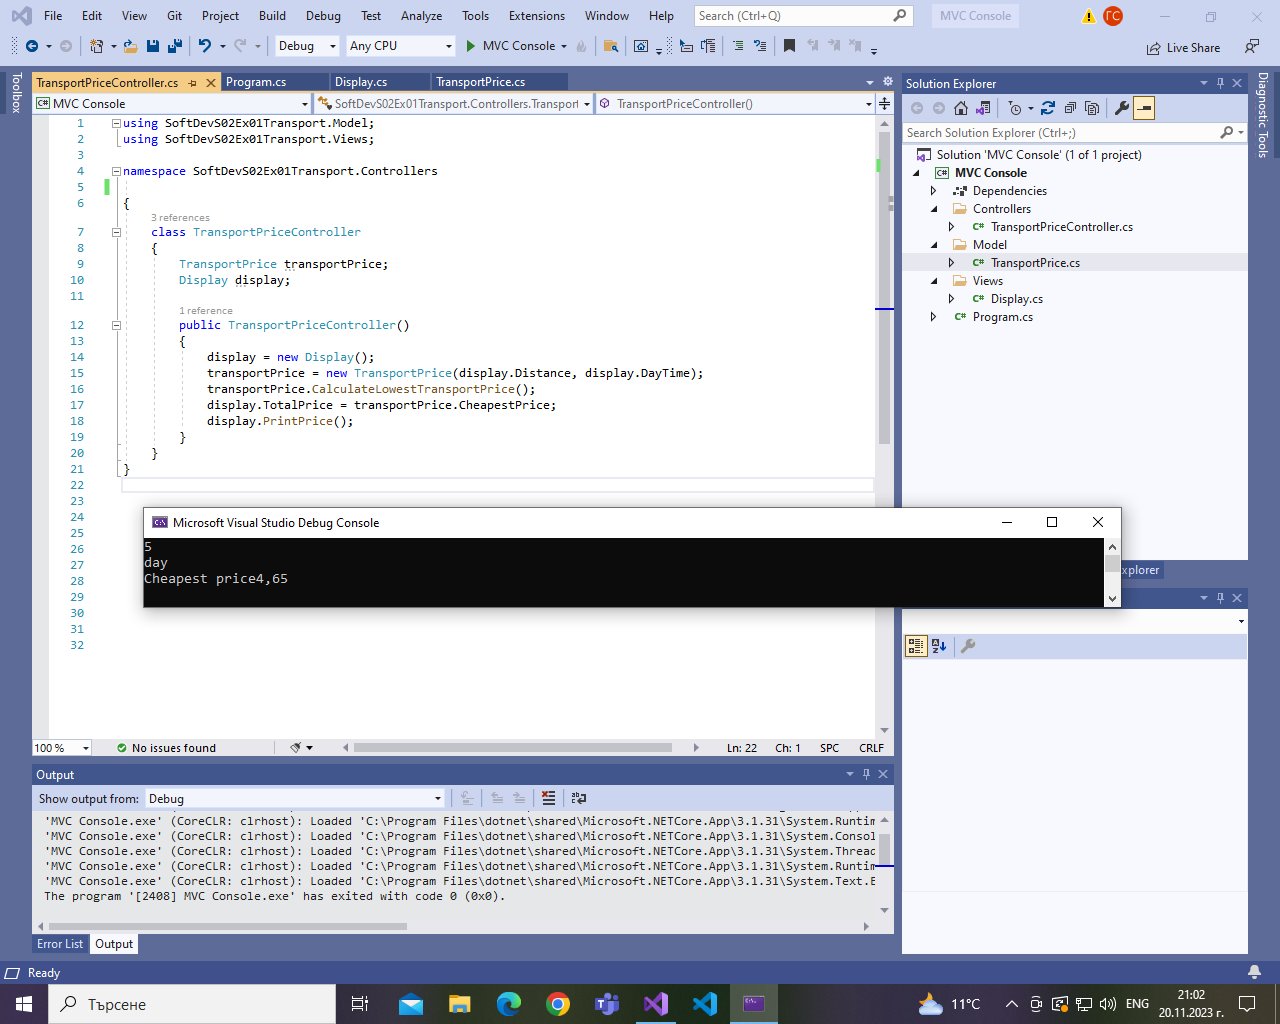 File Edit View Git Project Build Debug Test Analyze Tools Extensions Window Help Search (Ctrl+Q) MVC Console ГС
Debug Any CPU MVC Console Live Share
Toolbox
TransportPriceController.cs Program.cs Display.cs TransportPrice.cs
MVC Console SoftDevS02Ex01Transport.Controllers.Transport TransportPriceController()
1 using SoftDevS02Ex01Transport.Model;
2 using SoftDevS02Ex01Transport.Views;
3
4 namespace SoftDevS02Ex01Transport.Controllers
5
6 {
3 references
7 class TransportPriceController
8 {
9 TransportPrice transportPrice;
10 Display display;
11
1 reference
12 public TransportPriceController()
13 {
14 display = new Display();
15 transportPrice = new TransportPrice(display.Distance, display.DayTime);
16 transportPrice.CalculateLowestTransportPrice();
17 display.TotalPrice = transportPrice.CheapestPrice;
18 display.PrintPrice();
19 }
20 }
21 }
22
23
24
25
26
27
28
29
30
31
32
Microsoft Visual Studio Debug Console
5
day
Cheapest price4,65
100 % No issues found Ln: 22 Ch: 1 SPC CRLF
Output
Show output from: Debug
'MVC Console.exe' (CoreCLR: clrhost): Loaded 'C:\Program Files\dotnet\shared\Microsoft.NETCore.App\3.1.31\System.Runtim
'MVC Console.exe' (CoreCLR: clrhost): Loaded 'C:\Program Files\dotnet\shared\Microsoft.NETCore.App\3.1.31\System.Consol
'MVC Console.exe' (CoreCLR: clrhost): Loaded 'C:\Program Files\dotnet\shared\Microsoft.NETCore.App\3.1.31\System.Thread
'MVC Console.exe' (CoreCLR: clrhost): Loaded 'C:\Program Files\dotnet\shared\Microsoft.NETCore.App\3.1.31\System.Runtim
'MVC Console.exe' (CoreCLR: clrhost): Loaded 'C:\Program Files\dotnet\shared\Microsoft.NETCore.App\3.1.31\System.Text.E
The program '[2408] MVC Console.exe' has exited with code 0 (0x0).
Error List Output
Solution Explorer
Search Solution Explorer (Ctrl+;)
Solution 'MVC Console' (1 of 1 project)
C# MVC Console
Dependencies
Controllers
C# TransportPriceController.cs
Model
C# TransportPrice.cs
Views
C# Display.cs
C# Program.cs
xplorer
Diagnostic Tools
Ready
Търсене 11°C ENG 21:02
20.11.2023 г.